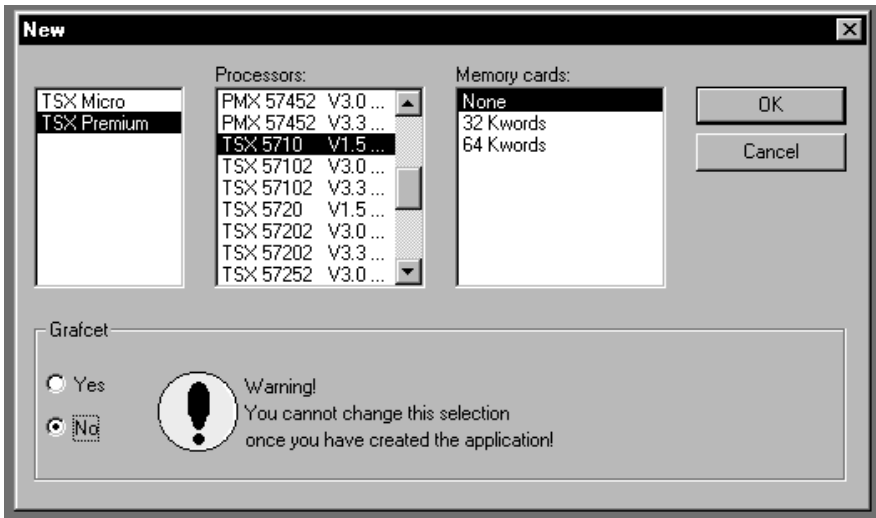 New
Processors:
Memory cards:
TSX Micro
TSX Premium
PMX 57452 V3.0 ...
PMX 57452 V3.3 ...
TSX 5710 V1.5 ...
TSX 57102 V3.0 ...
TSX 57102 V3.3 ...
TSX 5720 V1.5 ...
TSX 57202 V3.0 ...
TSX 57202 V3.3 ...
TSX 57252 V3.0 ...
None
32 Kwords
64 Kwords
OK
Cancel
Grafcet
Yes
No
Warning!
You cannot change this selection
once you have created the application!